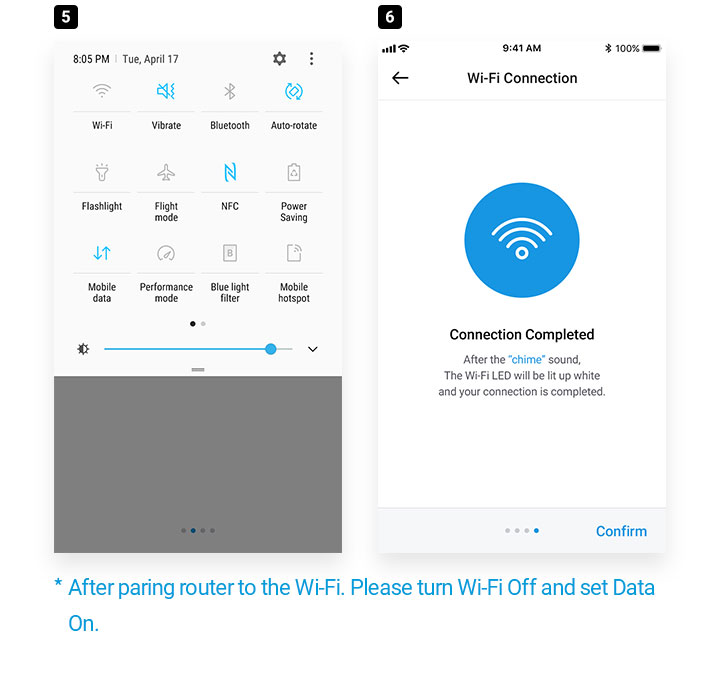 5
8:05 PM | Tue, April 17
Wi-Fi Vibrate Bluetooth Auto-rotate
Flashlight Flight mode NFC Power Saving
Mobile data Performance mode B Blue light filter Mobile hotspot
6
9:41 AM 100%
Wi-Fi Connection
Connection Completed
After the “chime” sound,
The Wi-Fi LED will be lit up white
and your connection is completed.
Confirm
* After paring router to the Wi-Fi. Please turn Wi-Fi Off and set Data
On.